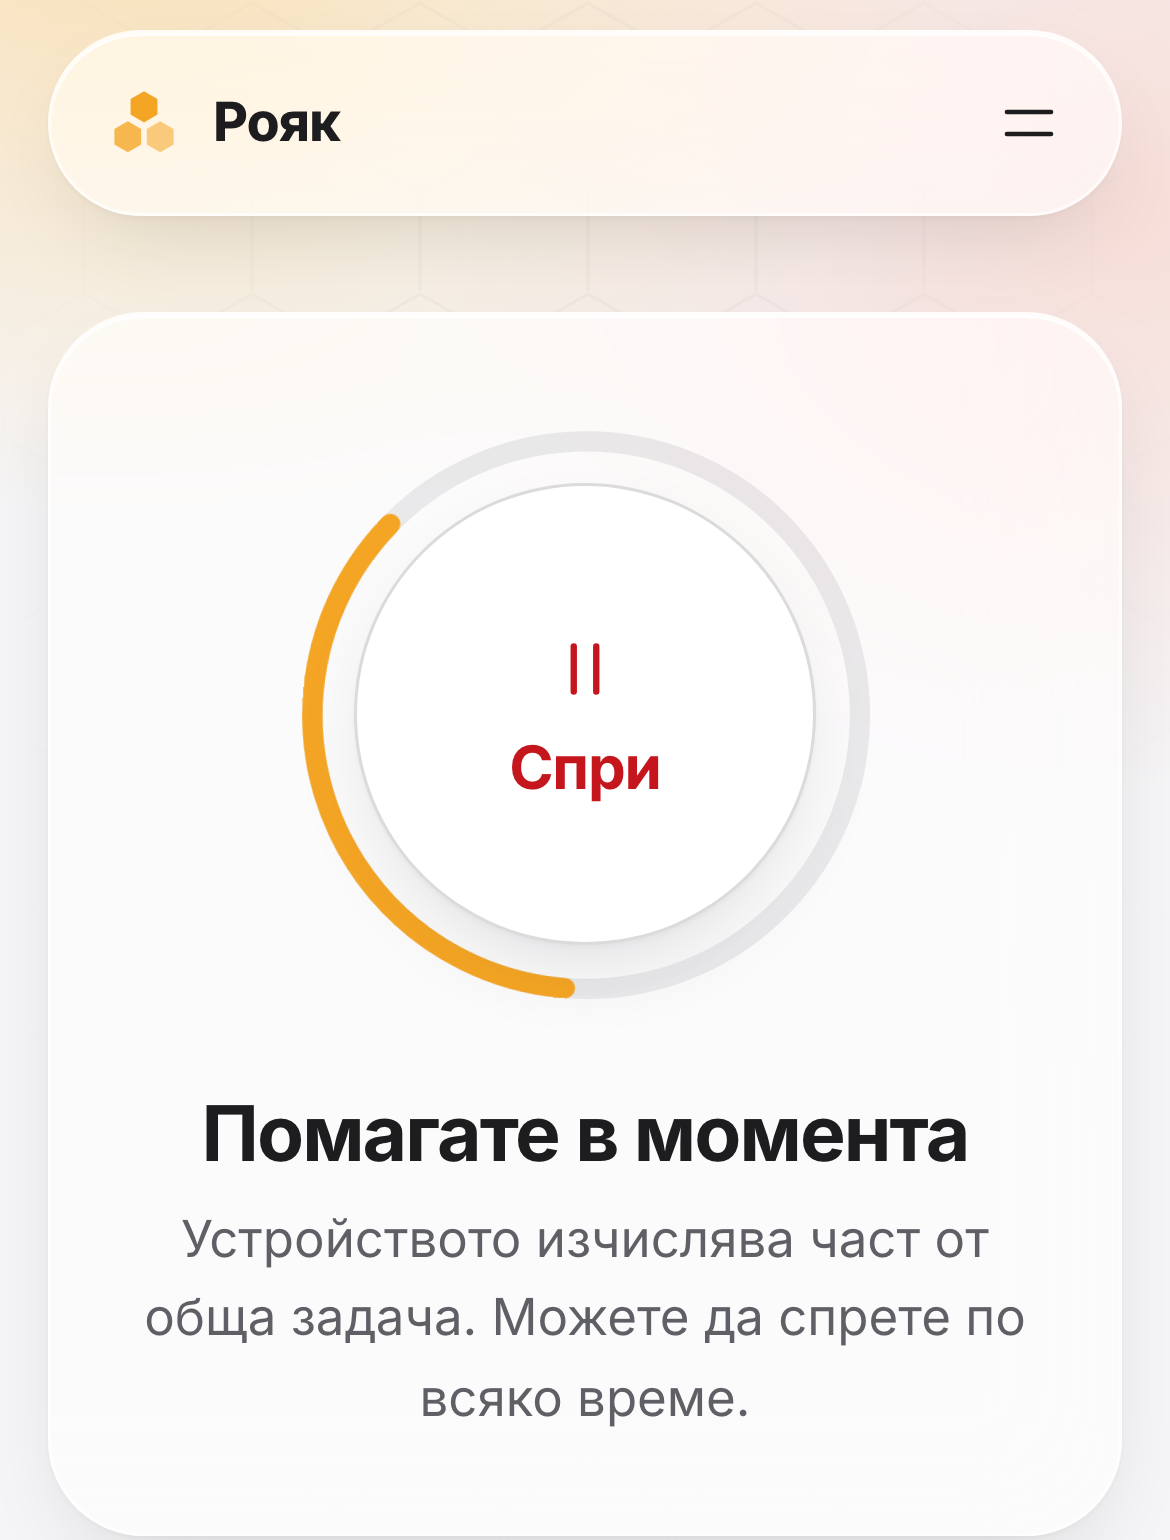 Рояк
Спри
Помагате в момента
Устройството изчислява част от
обща задача. Можете да спрете по
всяко време.